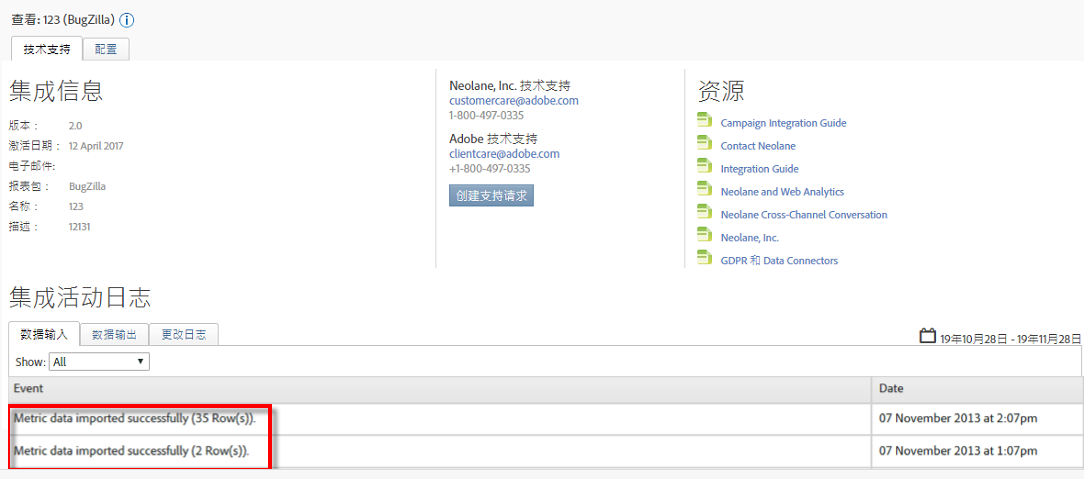 查看: 123 (BugZilla)
技术支持 配置
集成信息
版本： 2.0
激活日期： 12 April 2017
电子邮件:
报表包： BugZilla
名称： 123
描述： 12131
Neolane, Inc. 技术支持
customercare@adobe.com
1-800-497-0335
Adobe 技术支持
clientcare@adobe.com
+1-800-497-0335
创建支持请求
资源
Campaign Integration Guide
Contact Neolane
Integration Guide
Neolane and Web Analytics
Neolane Cross-Channel Conversation
Neolane, Inc.
GDPR 和 Data Connectors
集成活动日志
数据输入 数据输出 更改日志
19年10月28日 - 19年11月28日
Show: All
Event Date
Metric data imported successfully (35 Row(s)). 07 November 2013 at 2:07pm
Metric data imported successfully (2 Row(s)). 07 November 2013 at 1:07pm